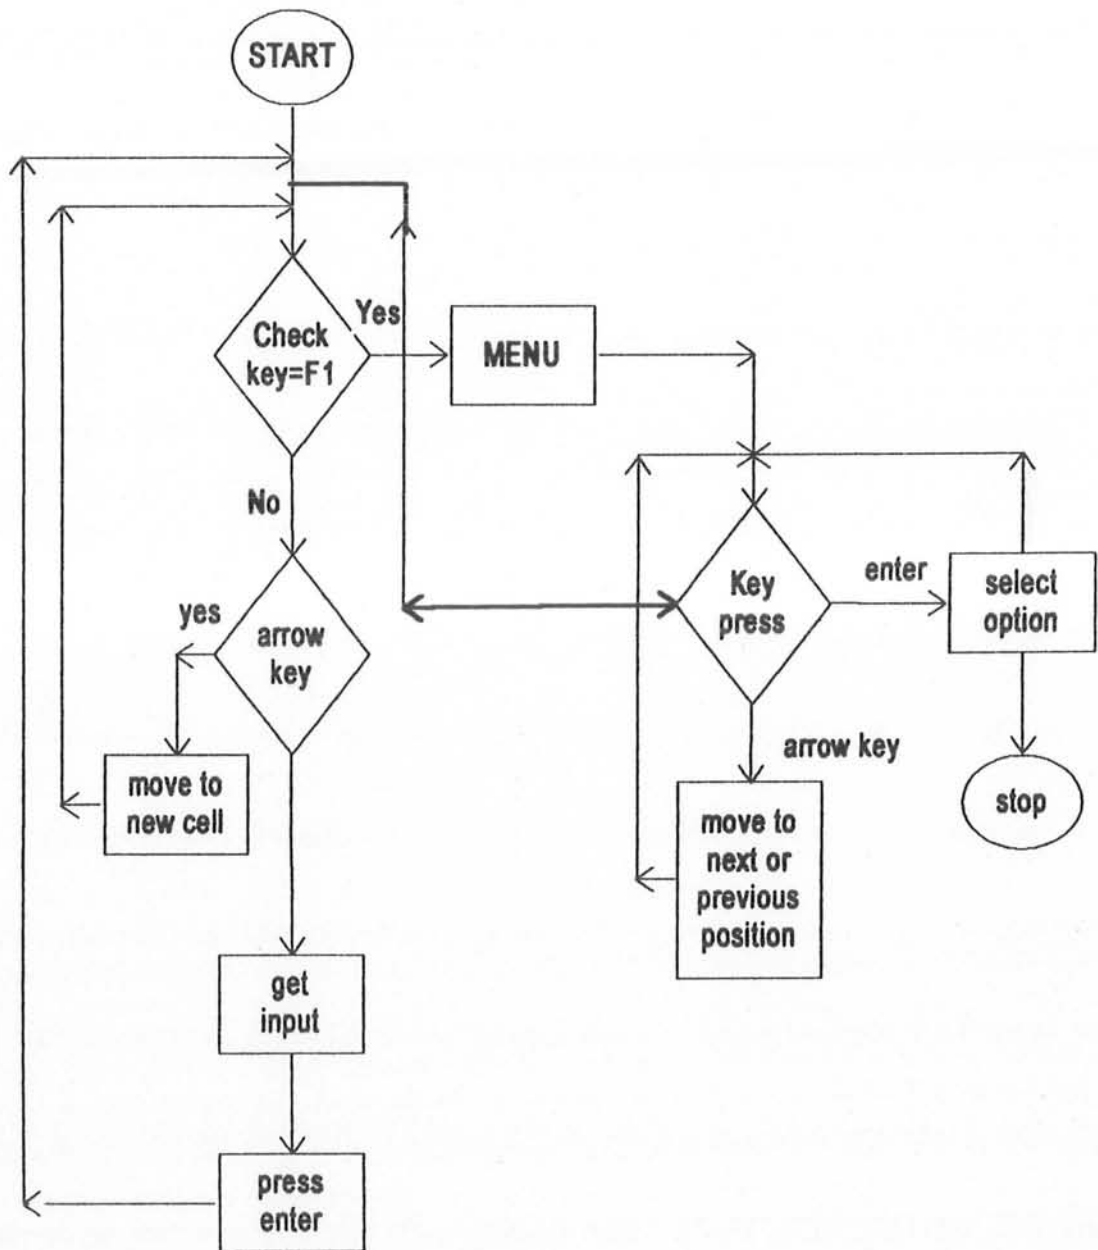 START
Yes
Check
key=F1
MENU
No
enter
Key
press
select
option
yes
arrow
key
arrow key
move to
new cell
move to
next or
previous
position
stop
get
input
press
enter